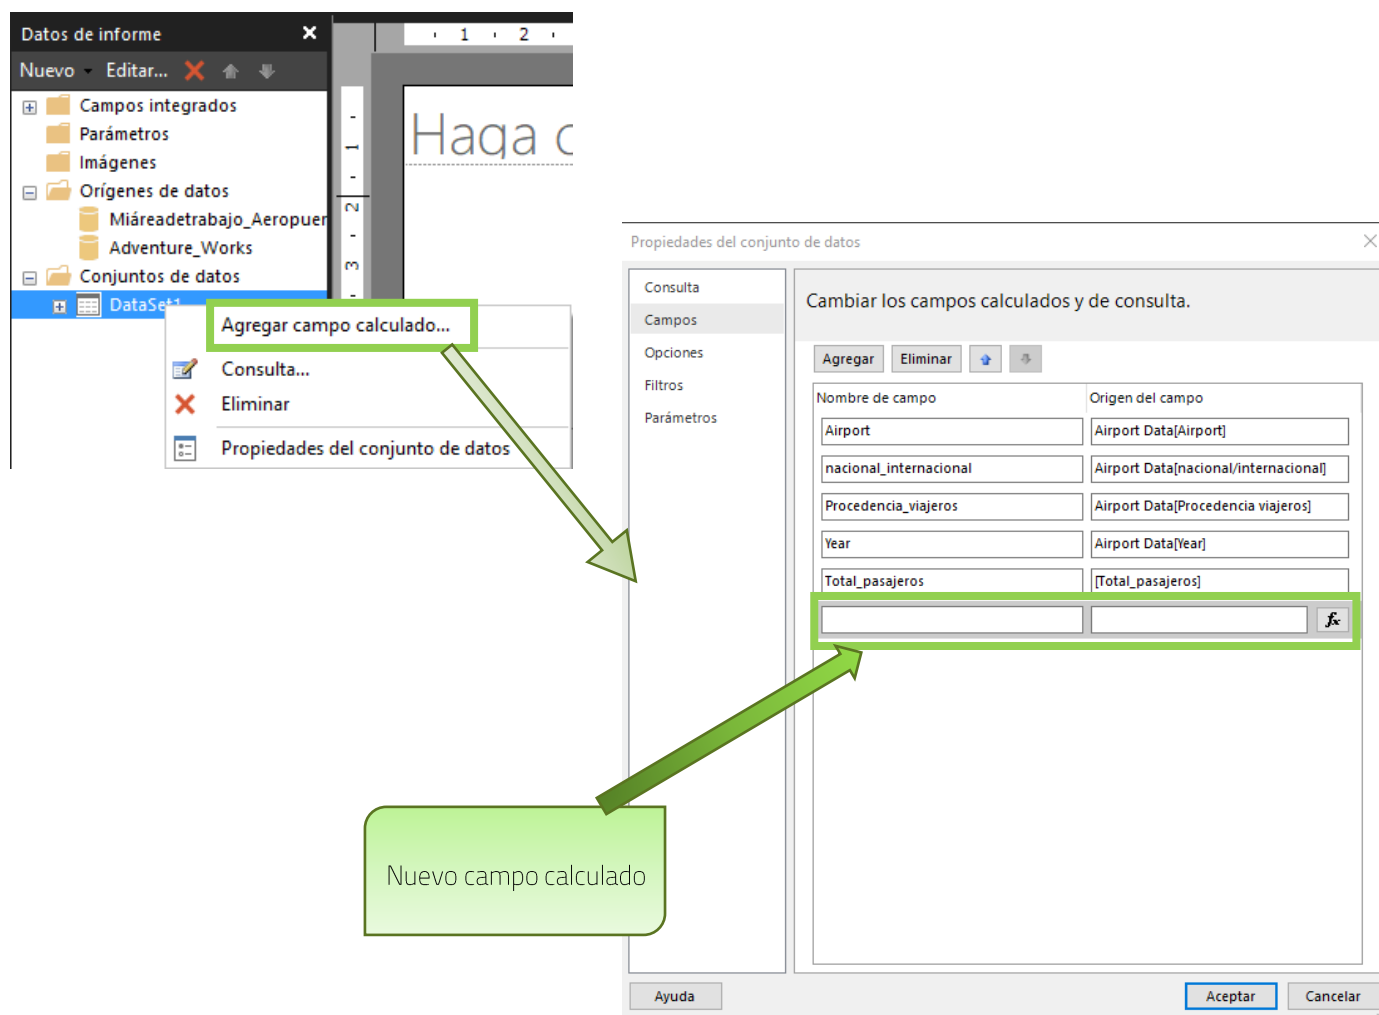 Datos de informe
Nuevo Editar...
Campos integrados
Parámetros
Imágenes
Orígenes de datos
Miáreadetrabajo_Aeropuer
Adventure_Works
Conjuntos de datos
DataSet1
1 2
1
2
3
Haga c
Agregar campo calculado...
Consulta...
Eliminar
Propiedades del conjunto de datos
Propiedades del conjunto de datos
Consulta
Campos
Opciones
Filtros
Parámetros
Cambiar los campos calculados y de consulta.
Agregar Eliminar
Nombre de campo Origen del campo
Airport Airport Data[Airport]
nacional_internacional Airport Data[nacional/internacional]
Procedencia_viajeros Airport Data[Procedencia viajeros]
Year Airport Data[Year]
Total_pasajeros [Total_pasajeros]
fx
Nuevo campo calculado
Ayuda Aceptar Cancelar